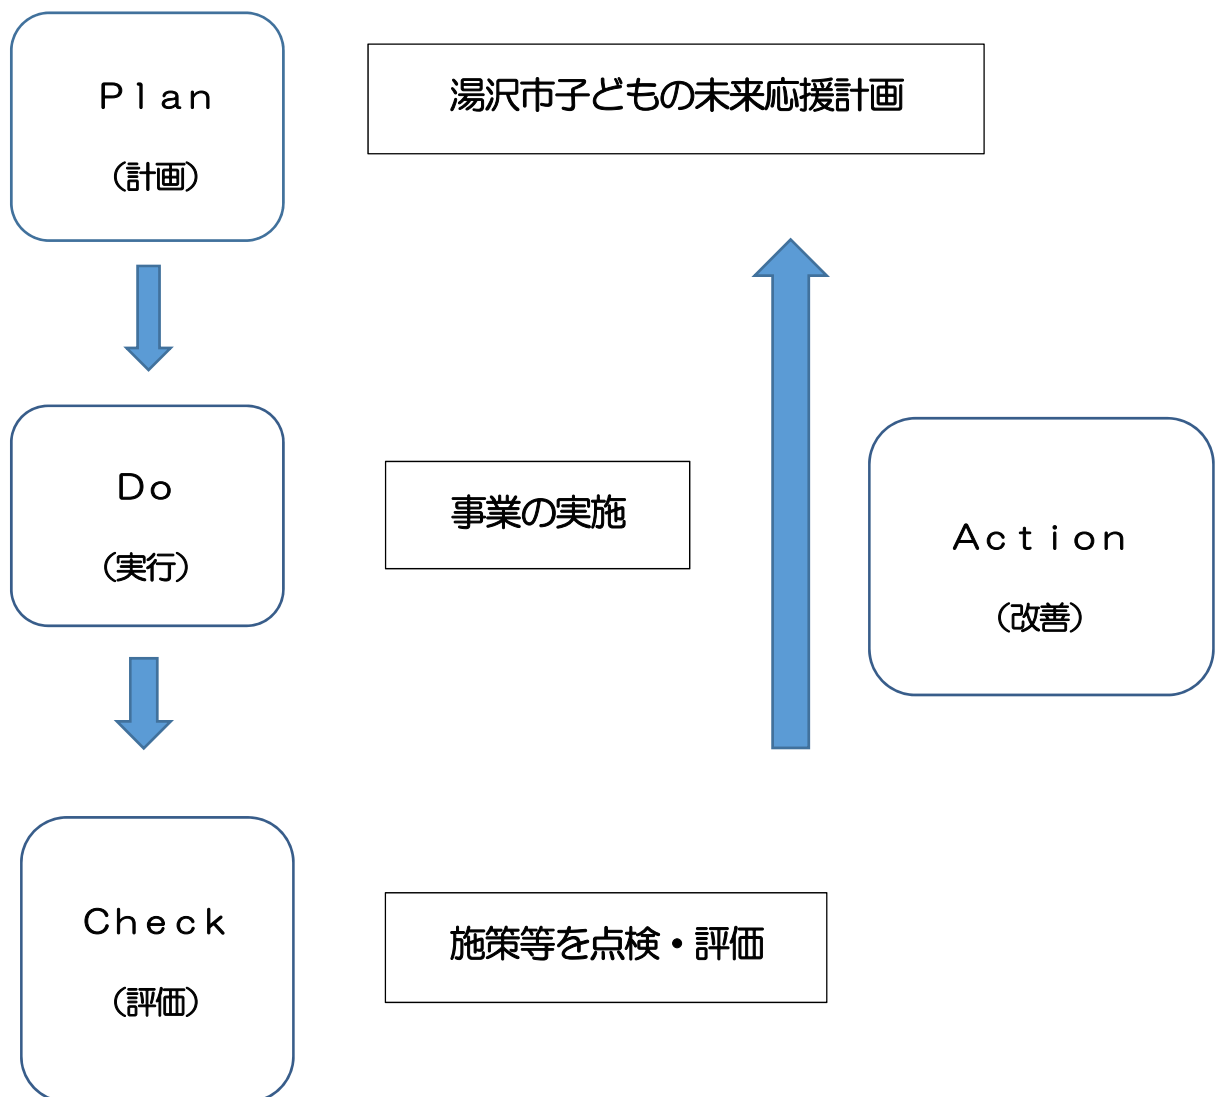 Ｐｌａｎ
（計画）
湯沢市子どもの未来応援計画
Ｄｏ
（実行）
事業の実施
Ａｃｔｉｏｎ
（改善）
Ｃｈｅｃｋ
（評価）
施策等を点検・評価